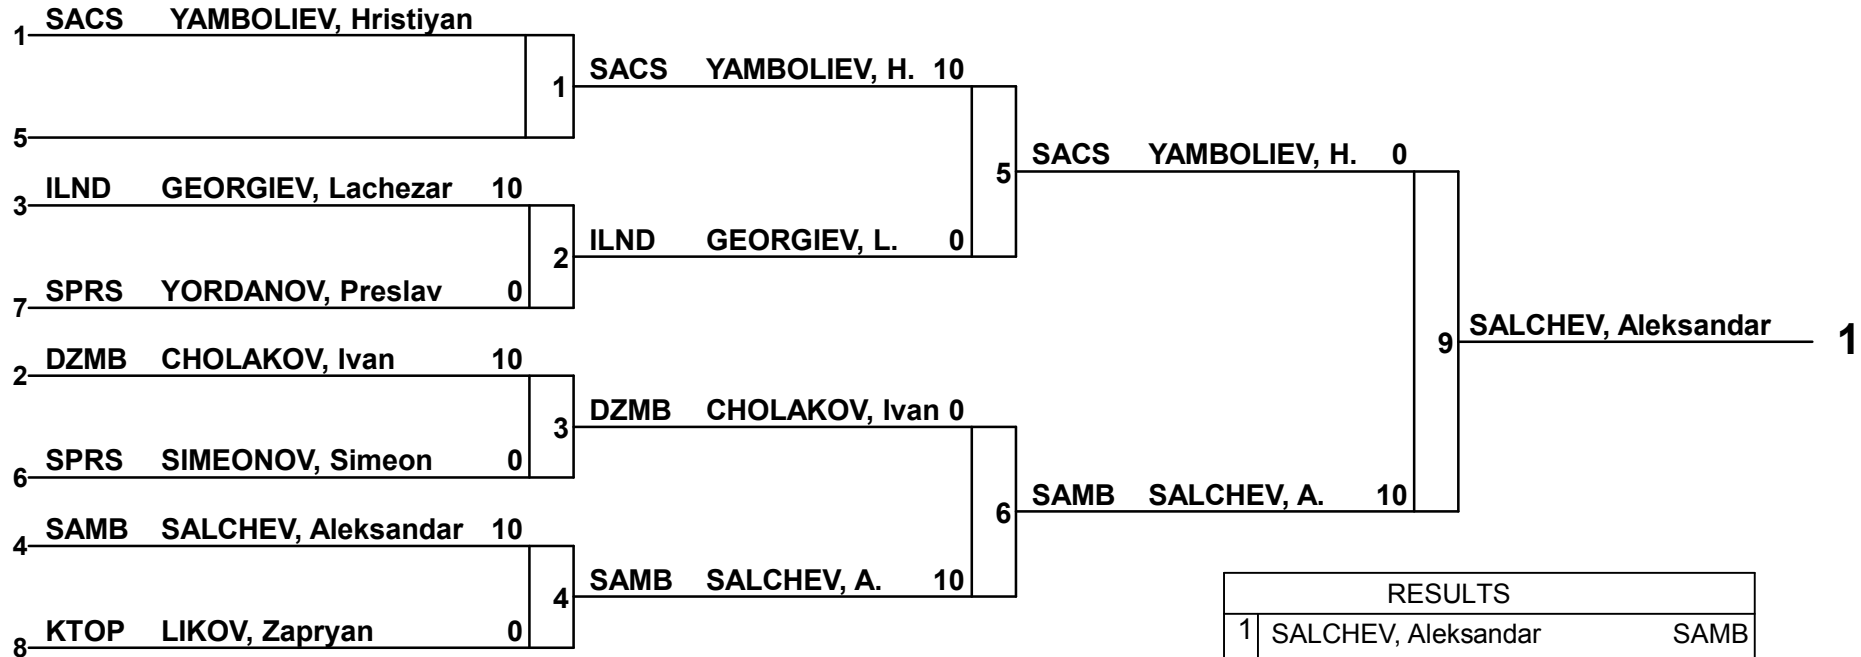 1 SACS YAMBOLIEV, Hristiyan
1 SACS YAMBOLIEV, H. 10
5
5 SACS YAMBOLIEV, H. 0
3 ILND GEORGIEV, Lachezar 10
2 ILND GEORGIEV, L. 0
7 SPRS YORDANOV, Preslav 0
9 SALCHEV, Aleksandar 1
2 DZMB CHOLAKOV, Ivan 10
3 DZMB CHOLAKOV, Ivan 0
6 SPRS SIMEONOV, Simeon 0
6 SAMB SALCHEV, A. 10
4 SAMB SALCHEV, Aleksandar 10
4 SAMB SALCHEV, A. 10
8 KTOP LIKOV, Zapryan 0
RESULTS
1 SALCHEV, Aleksandar SAMB